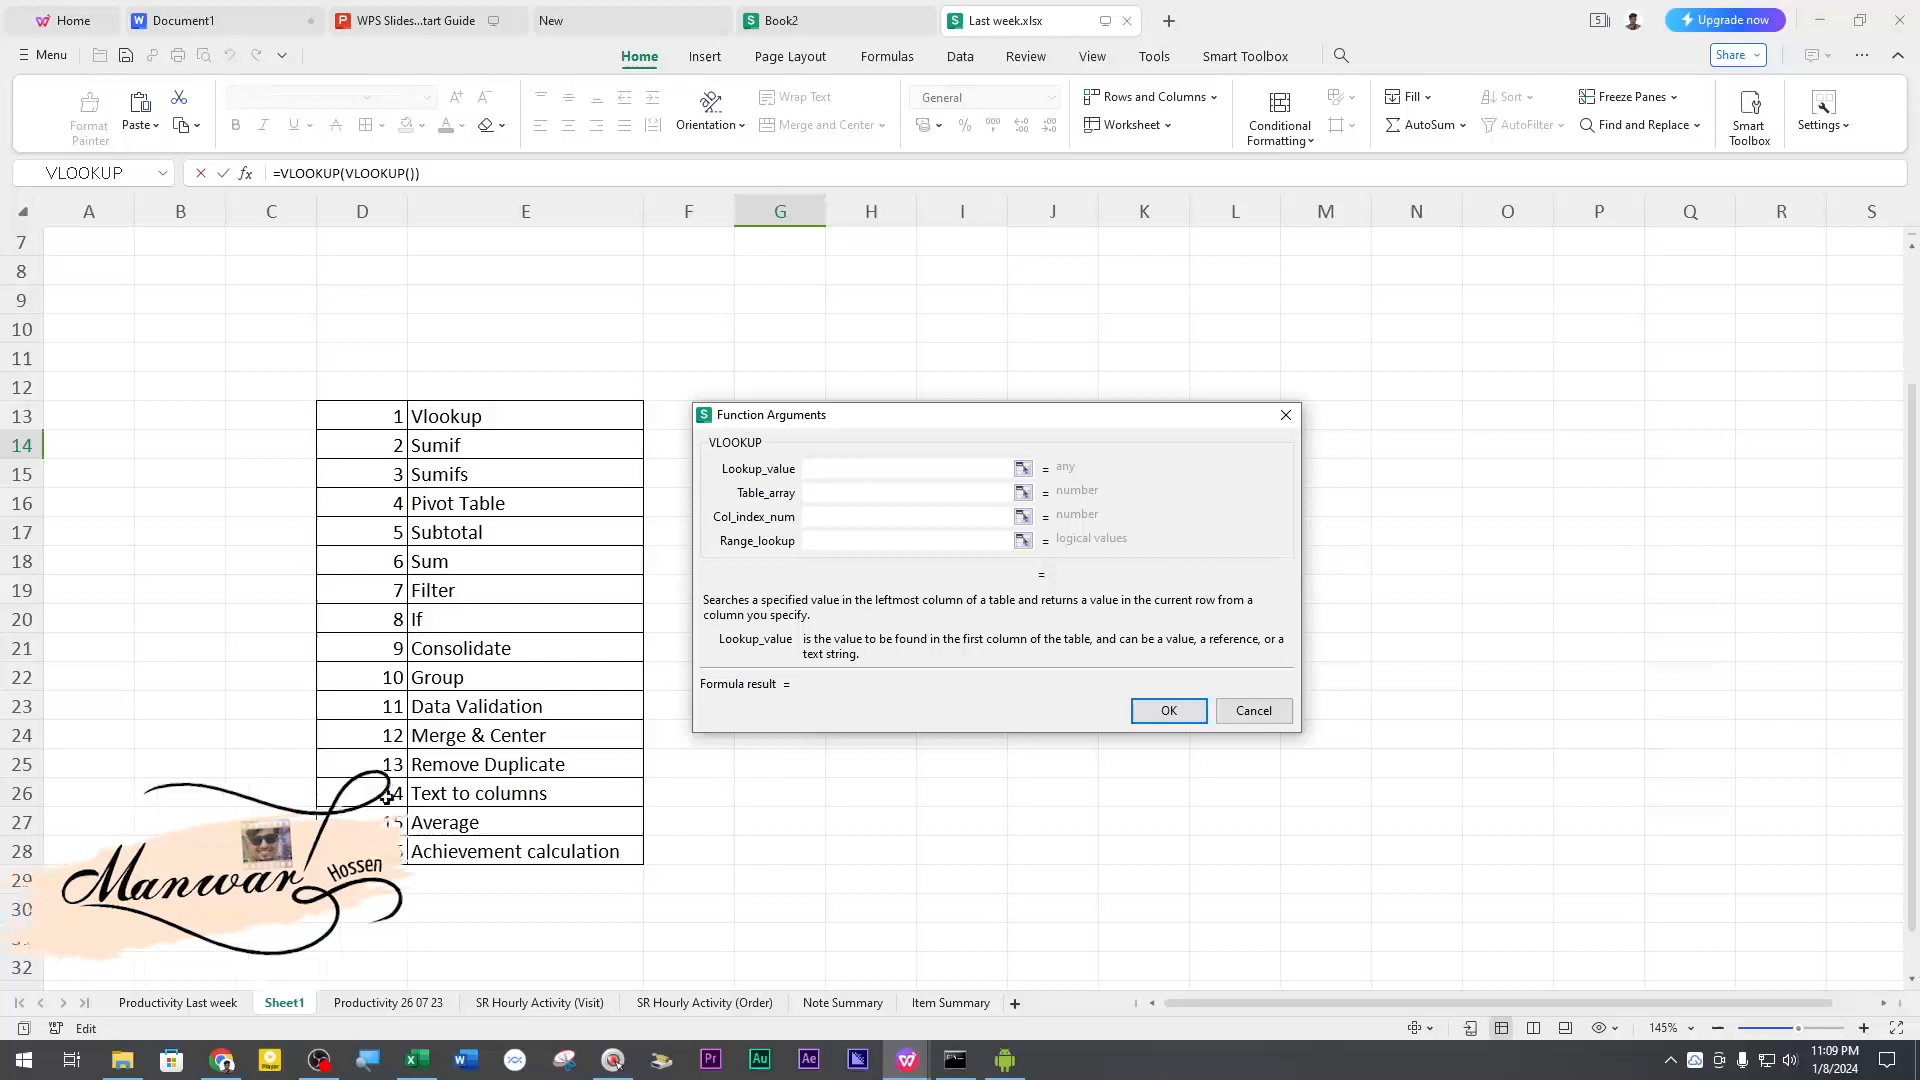 Home
Document1
WPS Slides...tart Guide
New
Book2
Last week.xlsx
Upgrade now
Menu
Home
Insert
Page Layout
Formulas
Data
Review
View
Tools
Smart Toolbox
Share
Format Painter
Paste
Orientation
Wrap Text
Merge and Center
General
Rows and Columns
Worksheet
Conditional Formatting
Fill
Sort
AutoSum
AutoFilter
Freeze Panes
Find and Replace
Smart Toolbox
Settings
VLOOKUP
fx
=VLOOKUP(VLOOKUP())
A B C D E F G H I J K L M N O P Q R S
7
8
9
10
11
12
13 1 Vlookup
14 2 Sumif
15 3 Sumifs
16 4 Pivot Table
17 5 Subtotal
18 6 Sum
19 7 Filter
20 8 If
21 9 Consolidate
22 10 Group
23 11 Data Validation
24 12 Merge & Center
25 13 Remove Duplicate
26 Text to columns
27 15 Average
28 Achievement calculation
29
30
32
Function Arguments
VLOOKUP
Lookup_value = any
Table_array = number
Col_index_num = number
Range_lookup = logical values
=
Searches a specified value in the leftmost column of a table and returns a value in the current row from a
column you specify.
Lookup_value is the value to be found in the first column of the table, and can be a value, a reference, or a
text string.
Formula result =
OK
Cancel
Manwar
Hossen
Productivity Last week
Sheet1
Productivity 26 07 23
SR Hourly Activity (Visit)
SR Hourly Activity (Order)
Note Summary
Item Summary
Edit
145%
Pr
Au
Ae
11:09 PM
1/8/2024